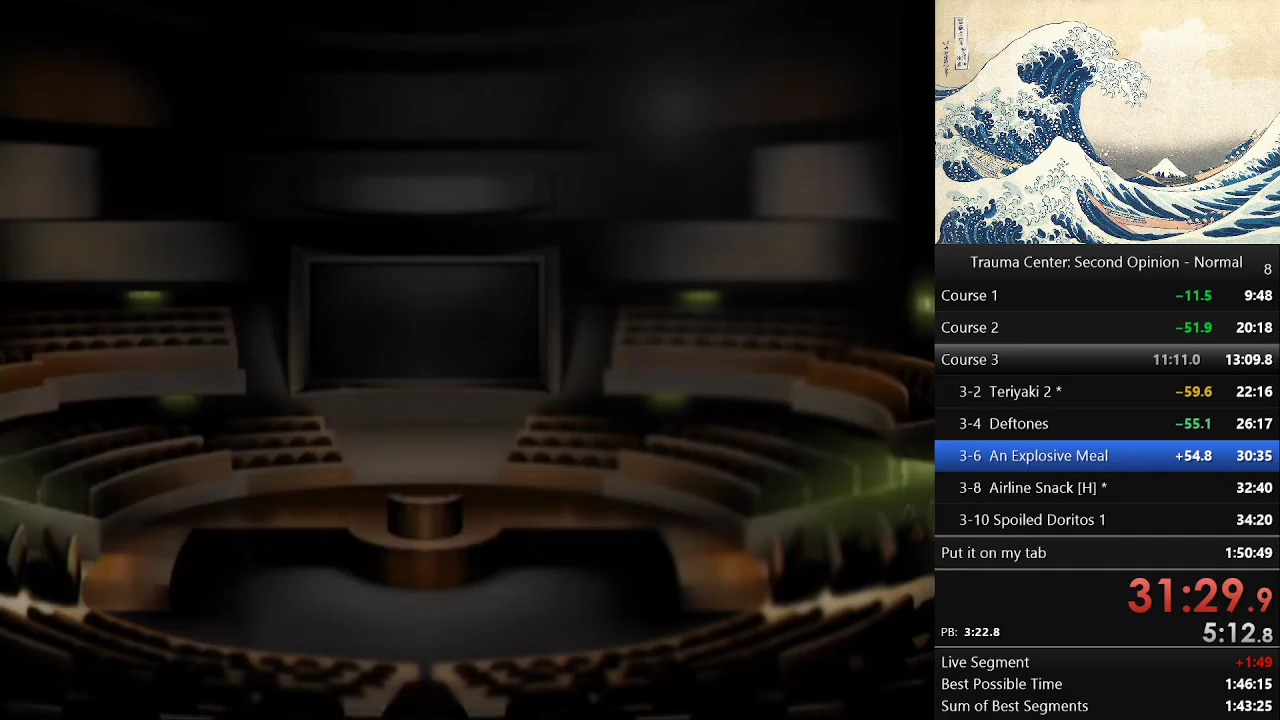 Trauma Center: Second Opinion - Normal
8
Course 1 −11.5 9:48
Course 2 −51.9 20:18
Course 3 11:11.0 13:09.8
3-2 Teriyaki 2 * −59.6 22:16
3-4 Deftones −55.1 26:17
3-6 An Explosive Meal +54.8 30:35
3-8 Airline Snack [H] * 32:40
3-10 Spoiled Doritos 1 34:20
Put it on my tab 1:50:49
31:29.9
PB: 3:22.8 5:12.8
Live Segment +1:49
Best Possible Time 1:46:15
Sum of Best Segments 1:43:25